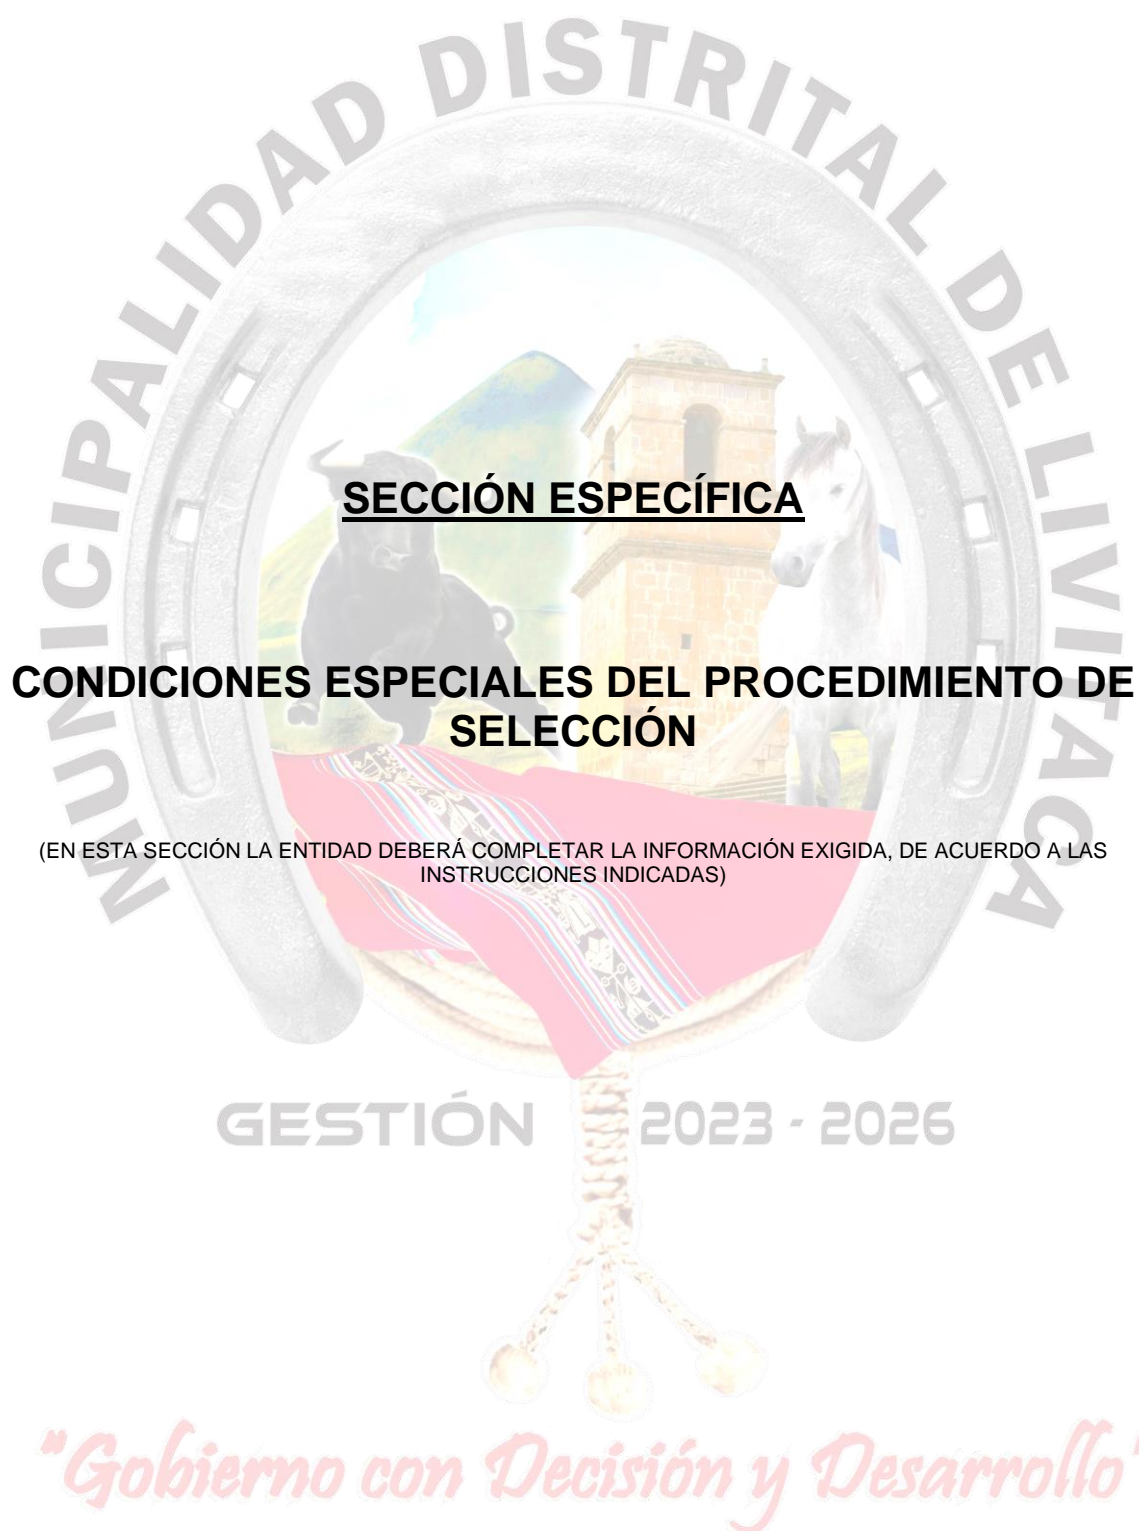 MUNICIPALIDAD DISTRITAL DE LIVITACA
SECCIÓN ESPECÍFICA
CONDICIONES ESPECIALES DEL PROCEDIMIENTO DE
SELECCIÓN
(EN ESTA SECCIÓN LA ENTIDAD DEBERÁ COMPLETAR LA INFORMACIÓN EXIGIDA, DE ACUERDO A LAS
INSTRUCCIONES INDICADAS)
GESTIÓN 2023 - 2026
"Gobierno con Decisión y Desarrollo"